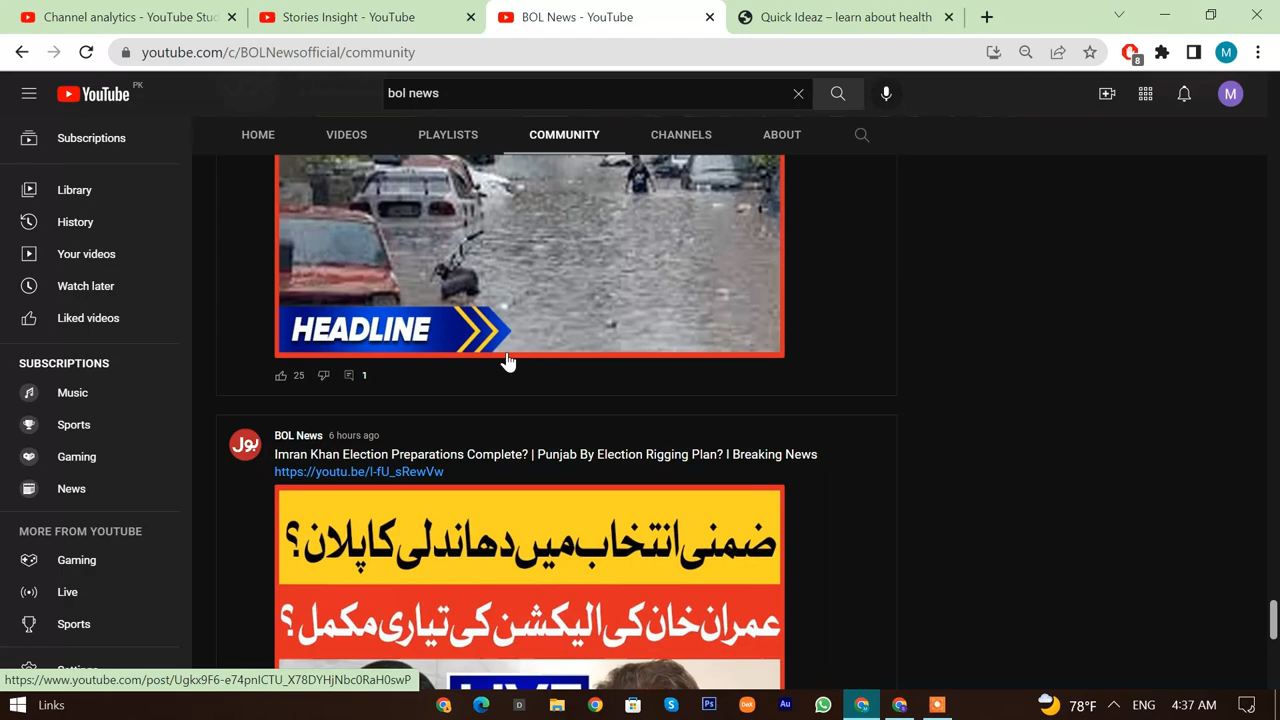 Channel analytics - YouTube Stu
Stories Insight - YouTube
BOL News - YouTube
Quick Ideaz – learn about health
youtube.com/c/BOLNewsofficial/community
8
M
YouTube PK
bol news
M
HOME
VIDEOS
PLAYLISTS
COMMUNITY
CHANNELS
ABOUT
Subscriptions
Library
History
Your videos
Watch later
Liked videos
SUBSCRIPTIONS
Music
Sports
Gaming
News
MORE FROM YOUTUBE
Gaming
Live
Sports
HEADLINE
25
1
بول
BOL News 6 hours ago
Imran Khan Election Preparations Complete? | Punjab By Election Rigging Plan? I Breaking News
https://youtu.be/l-fU_sRewVw
ضمنی انتخاب میں دھاندلی کا پلان؟
عمران خان کی الیکشن کی تیاری مکمل؟
LIVE
https://www.youtube.com/post/Ugkx9F6-e74pnICTU_X78DYHjNbc0RaH0swP
Links
78°F
ENG
4:37 AM